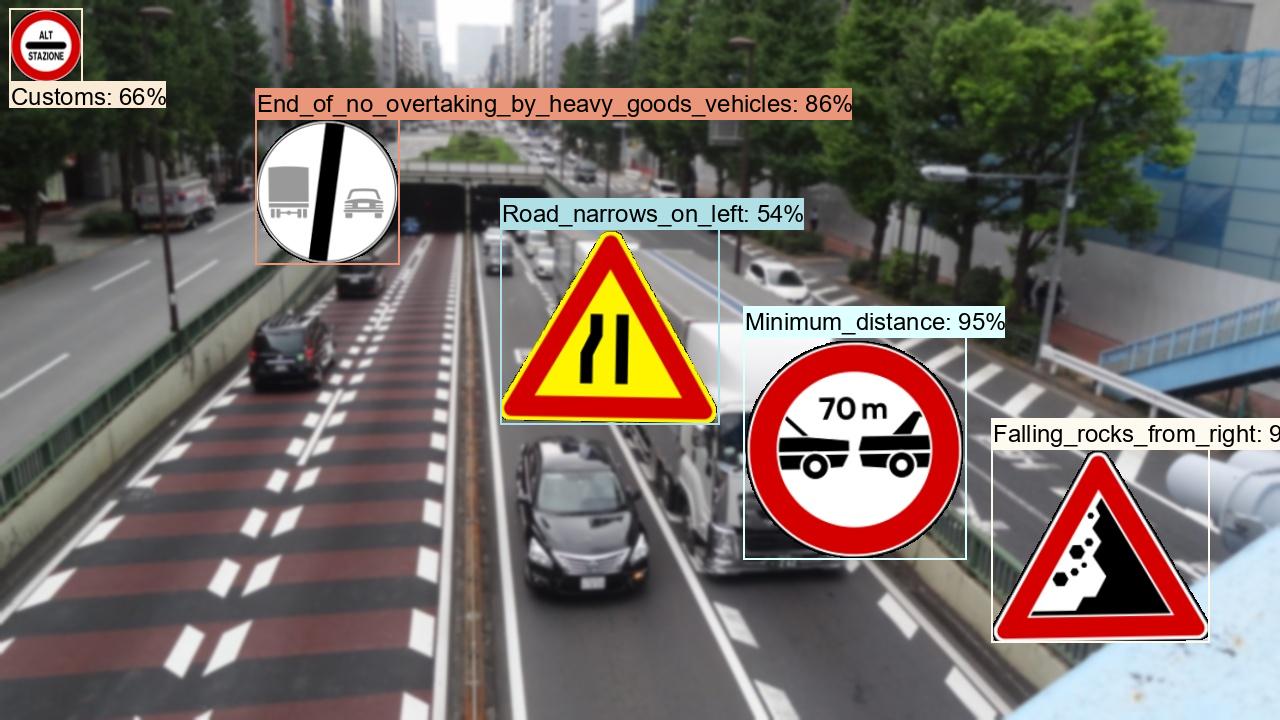 ALT
STAZIONE
Customs: 66%
End_of_no_overtaking_by_heavy_goods_vehicles: 86%
Road_narrows_on_left: 54%
Minimum_distance: 95%
70 m
Falling_rocks_from_right: 9